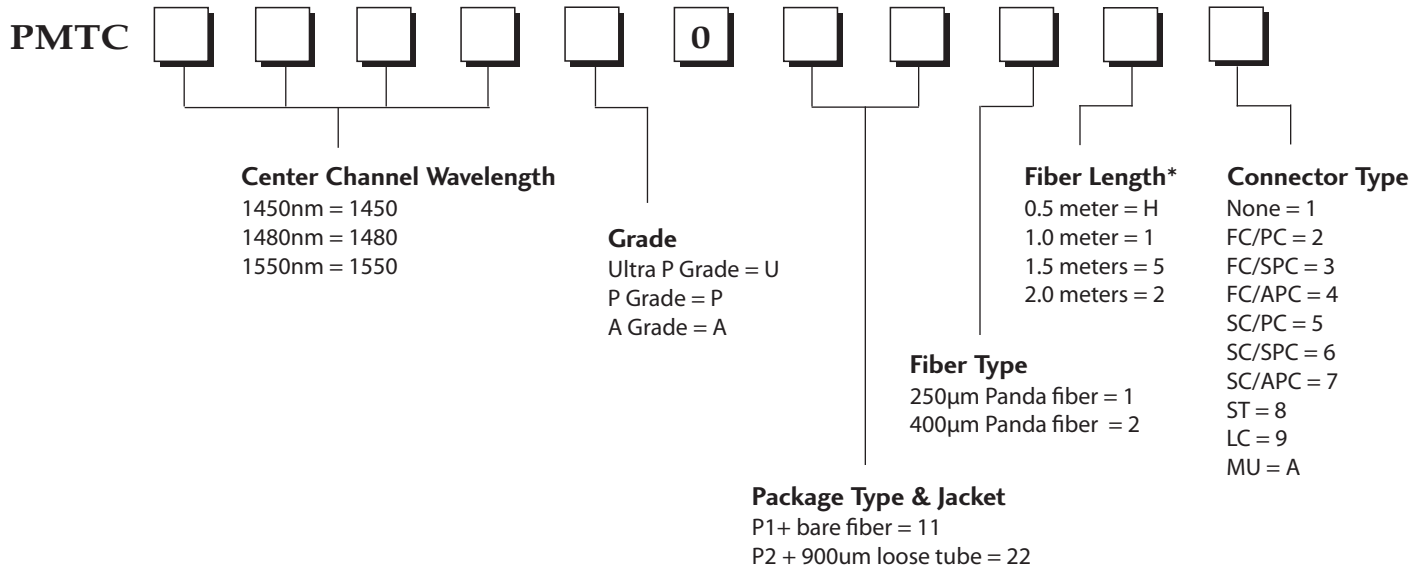 PMTC 0
Center Channel Wavelength
1450nm = 1450
1480nm = 1480
1550nm = 1550
Grade
Ultra P Grade = U
P Grade = P
A Grade = A
Package Type & Jacket
P1+ bare fiber = 11
P2 + 900um loose tube = 22
Fiber Type
250µm Panda fiber = 1
400µm Panda fiber = 2
Fiber Length*
0.5 meter = H
1.0 meter = 1
1.5 meters = 5
2.0 meters = 2
Connector Type
None = 1
FC/PC = 2
FC/SPC = 3
FC/APC = 4
SC/PC = 5
SC/SPC = 6
SC/APC = 7
ST = 8
LC = 9
MU = A